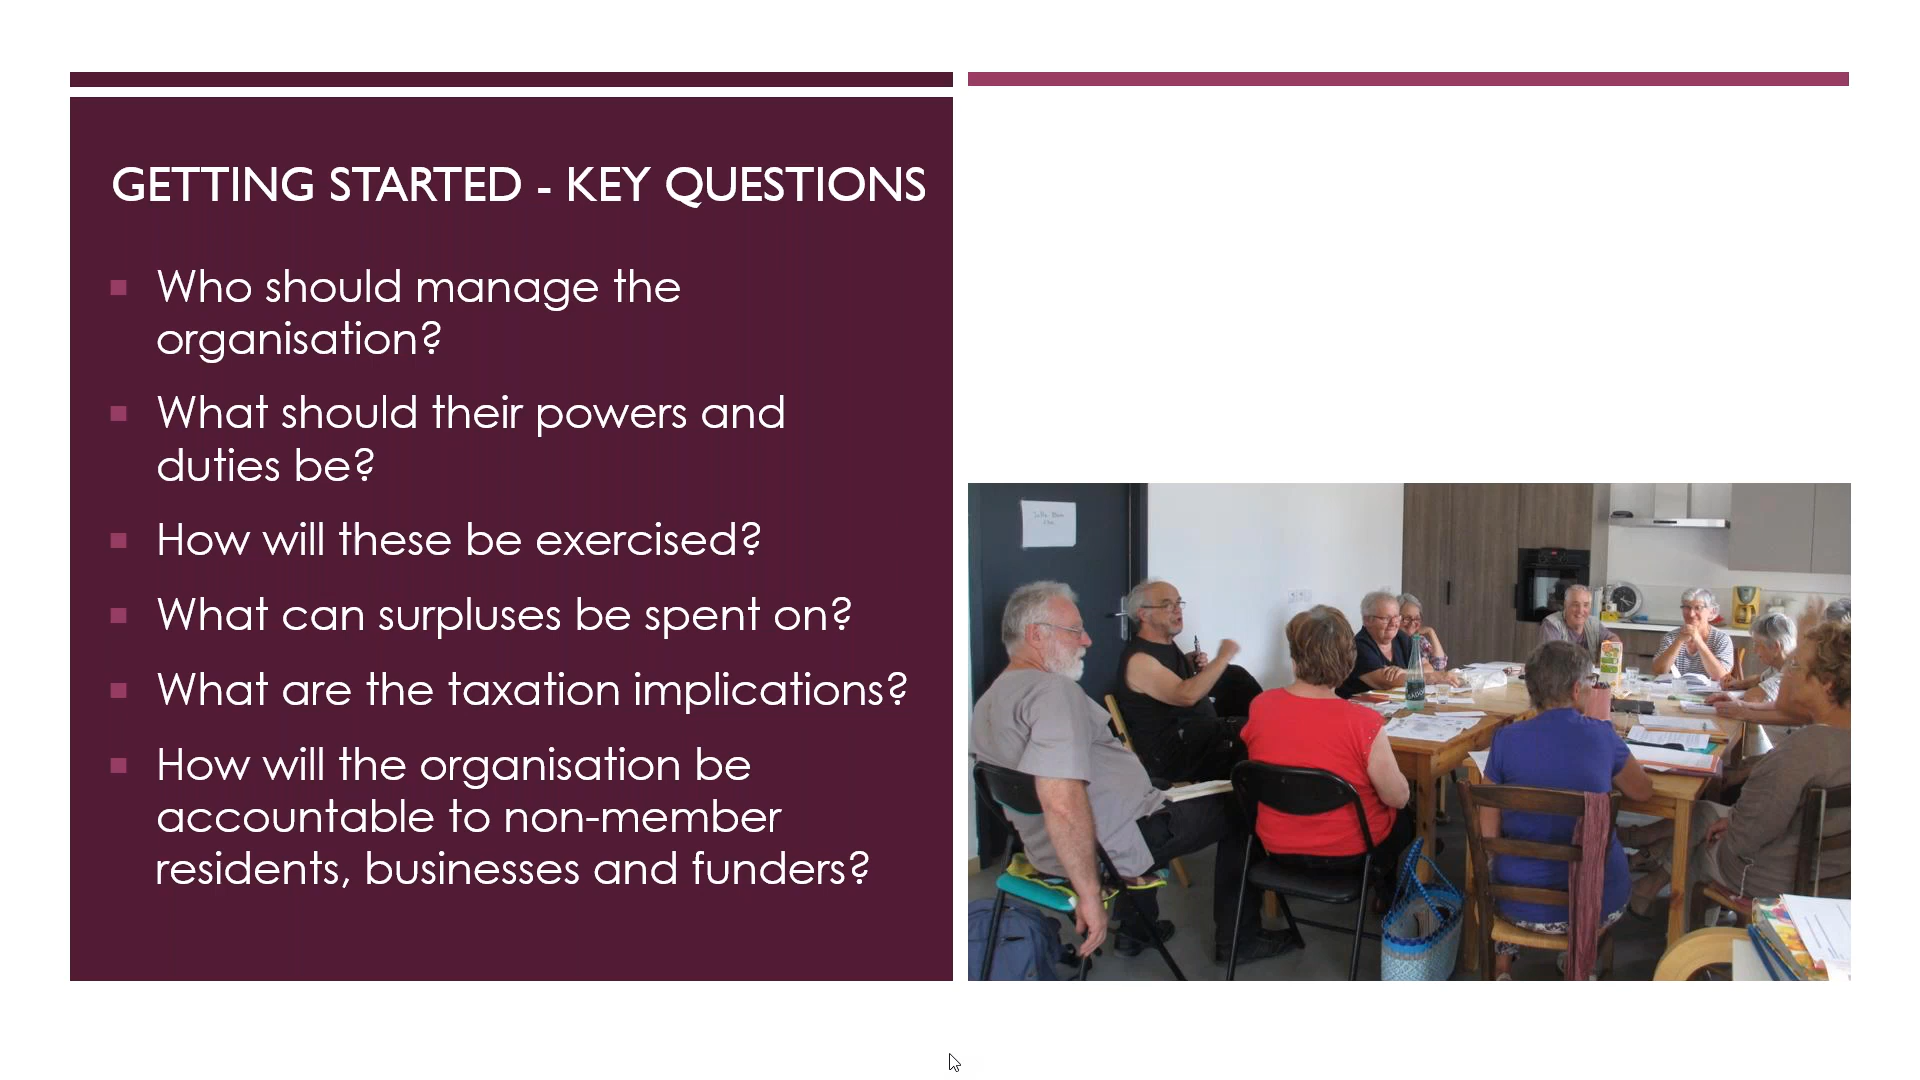 GETTING STARTED - KEY QUESTIONS
Who should manage the
organisation?
What should their powers and
duties be?
How will these be exercised?
What can surpluses be spent on?
What are the taxation implications?
How will the organisation be
accountable to non-member
residents, businesses and funders?